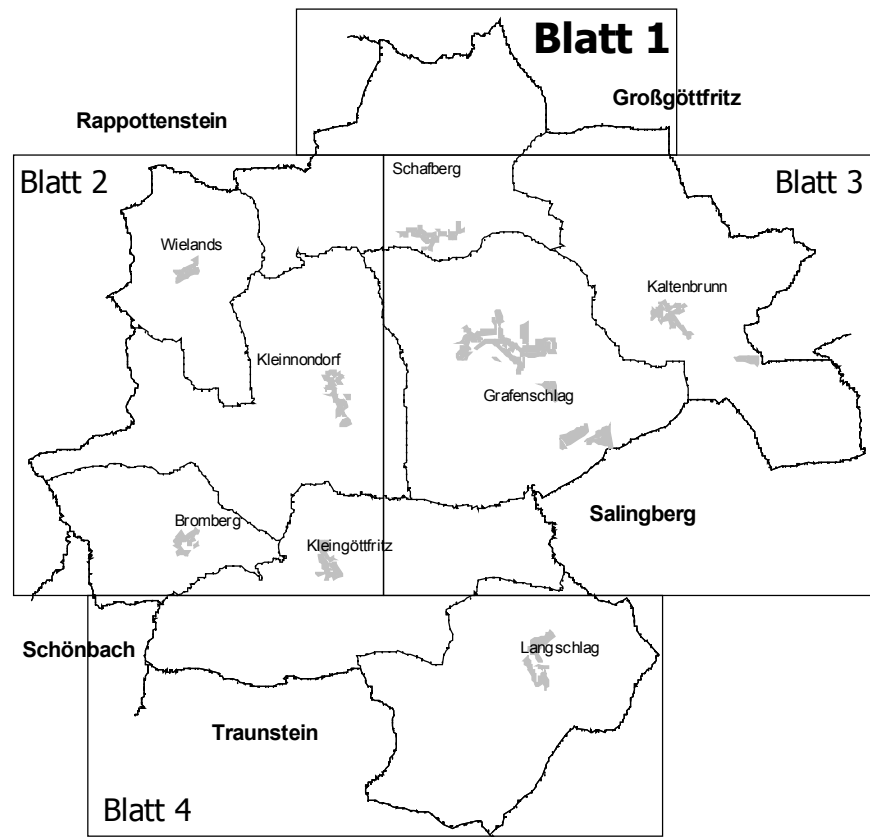 Blatt 1
Großgöttfritz
Rappottenstein
Schafberg
Blatt 2
Blatt 3
Wielands
Kaltenbrunn
Kleinnondorf
Grafenschlag
Salingberg
Bromberg
Kleingöttfritz
Schönbach
Langschlag
Traunstein
Blatt 4